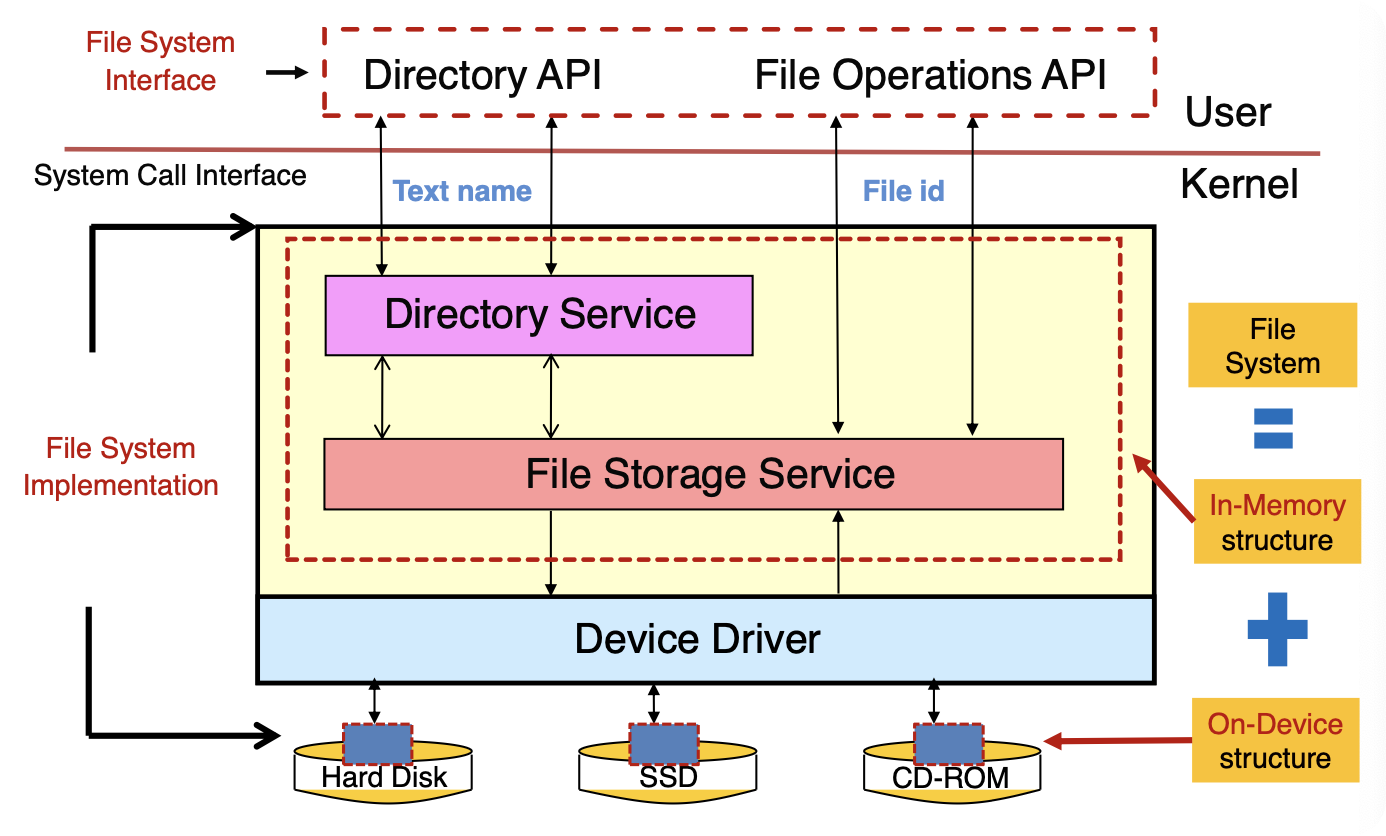 File System
Interface
Directory API
File Operations API
User
System Call Interface
Kernel
Text name
File id
Directory Service
File
System
File System
Implementation
File Storage Service
In-Memory
structure
Device Driver
On-Device
structure
Hard Disk
SSD
CD-ROM